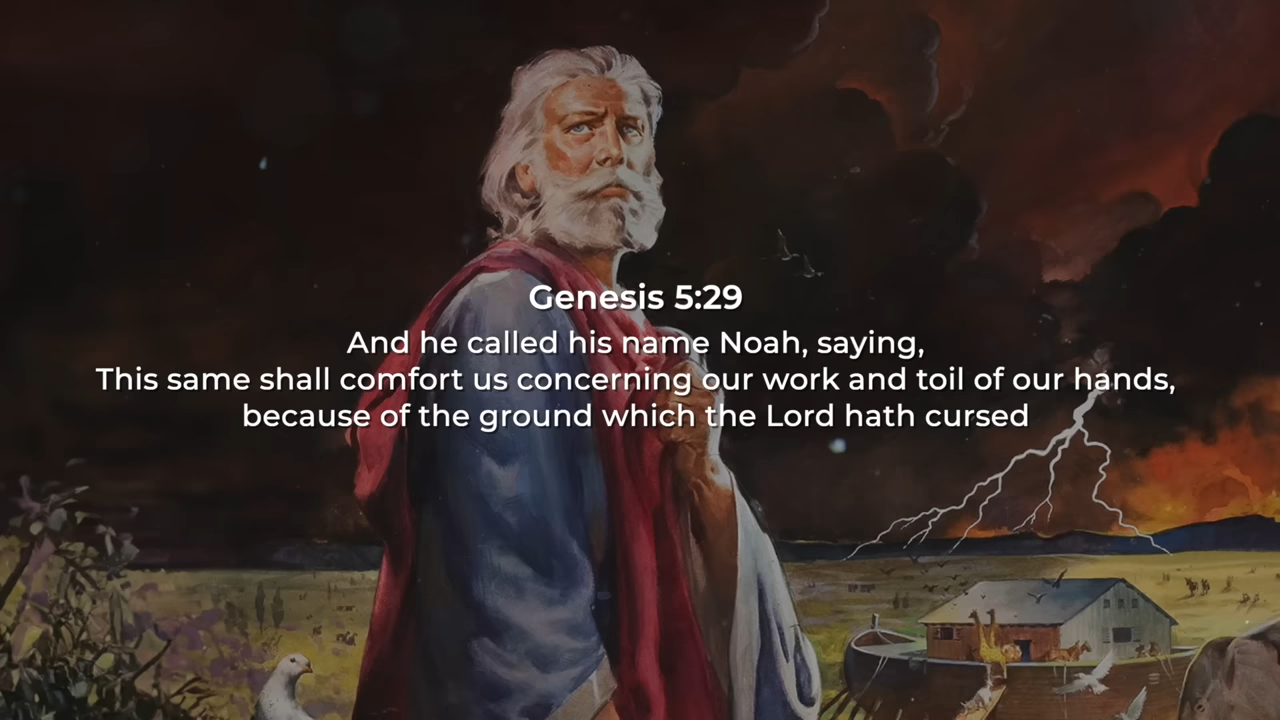 Genesis 5:29
And he called his name Noah, saying,
This same shall comfort us concerning our work and toil of our hands,
because of the ground which the Lord hath cursed